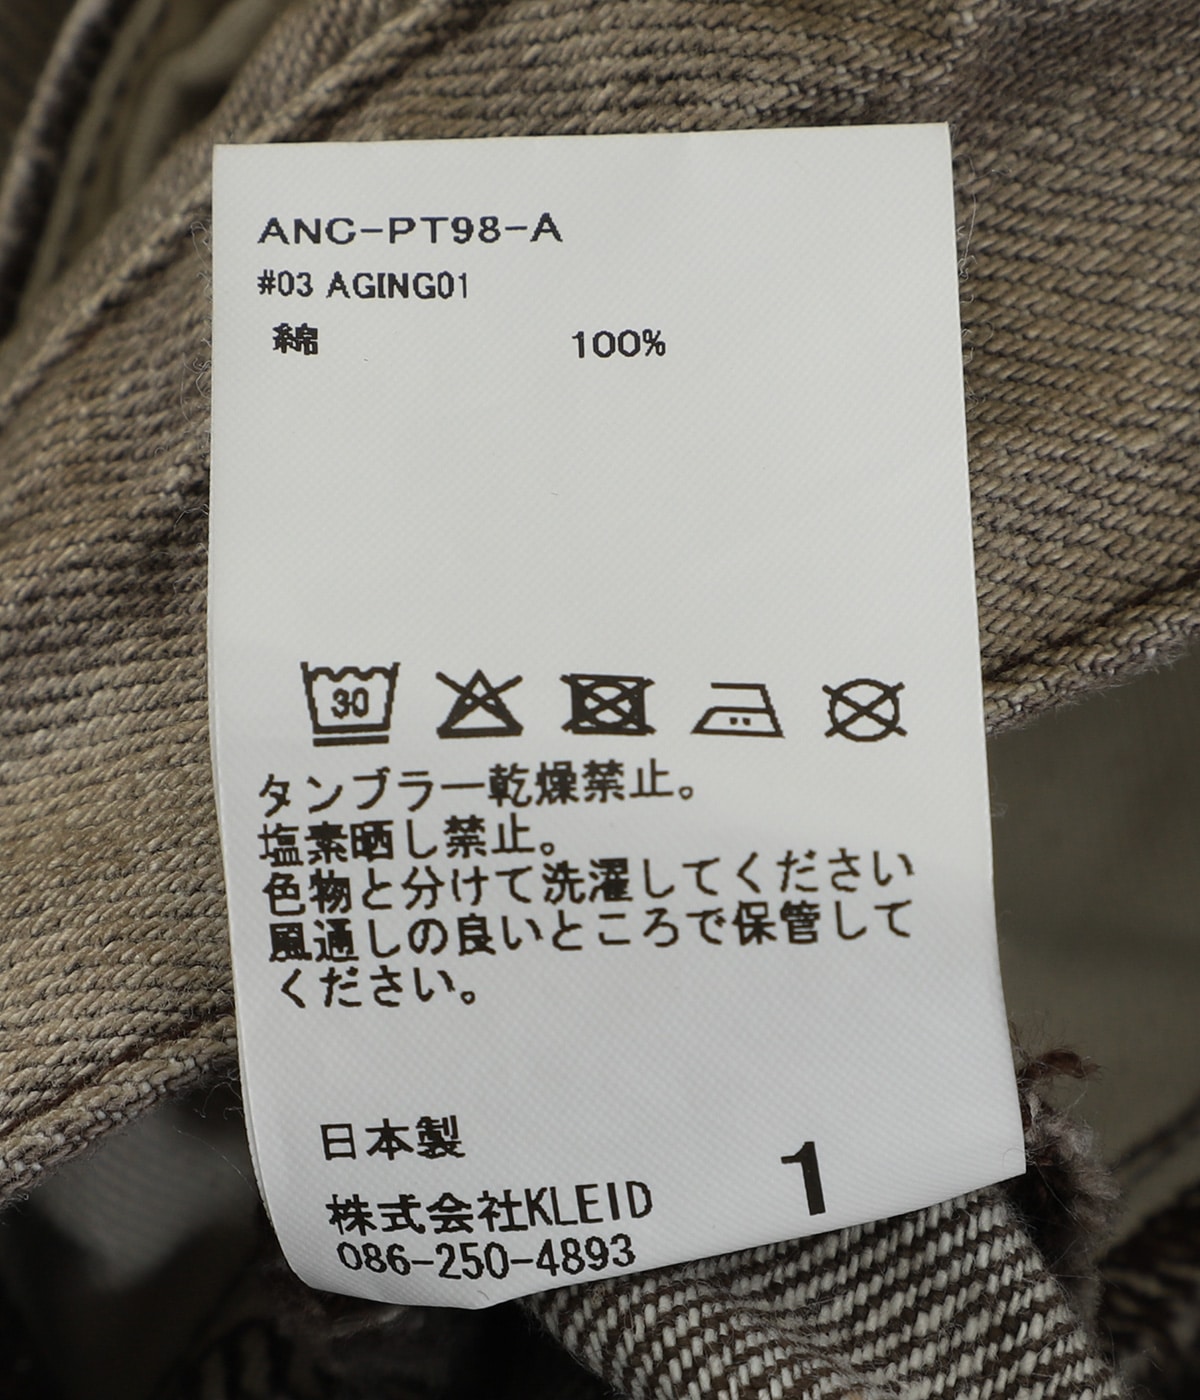 ANC-PT98-A
#03 AGING01
綿 100%
30
タンブラー乾燥禁止。
塩素晒し禁止。
色物と分けて洗濯してください
風通しの良いところで保管して
ください。
日本製
1
株式会社KLEID
086-250-4893